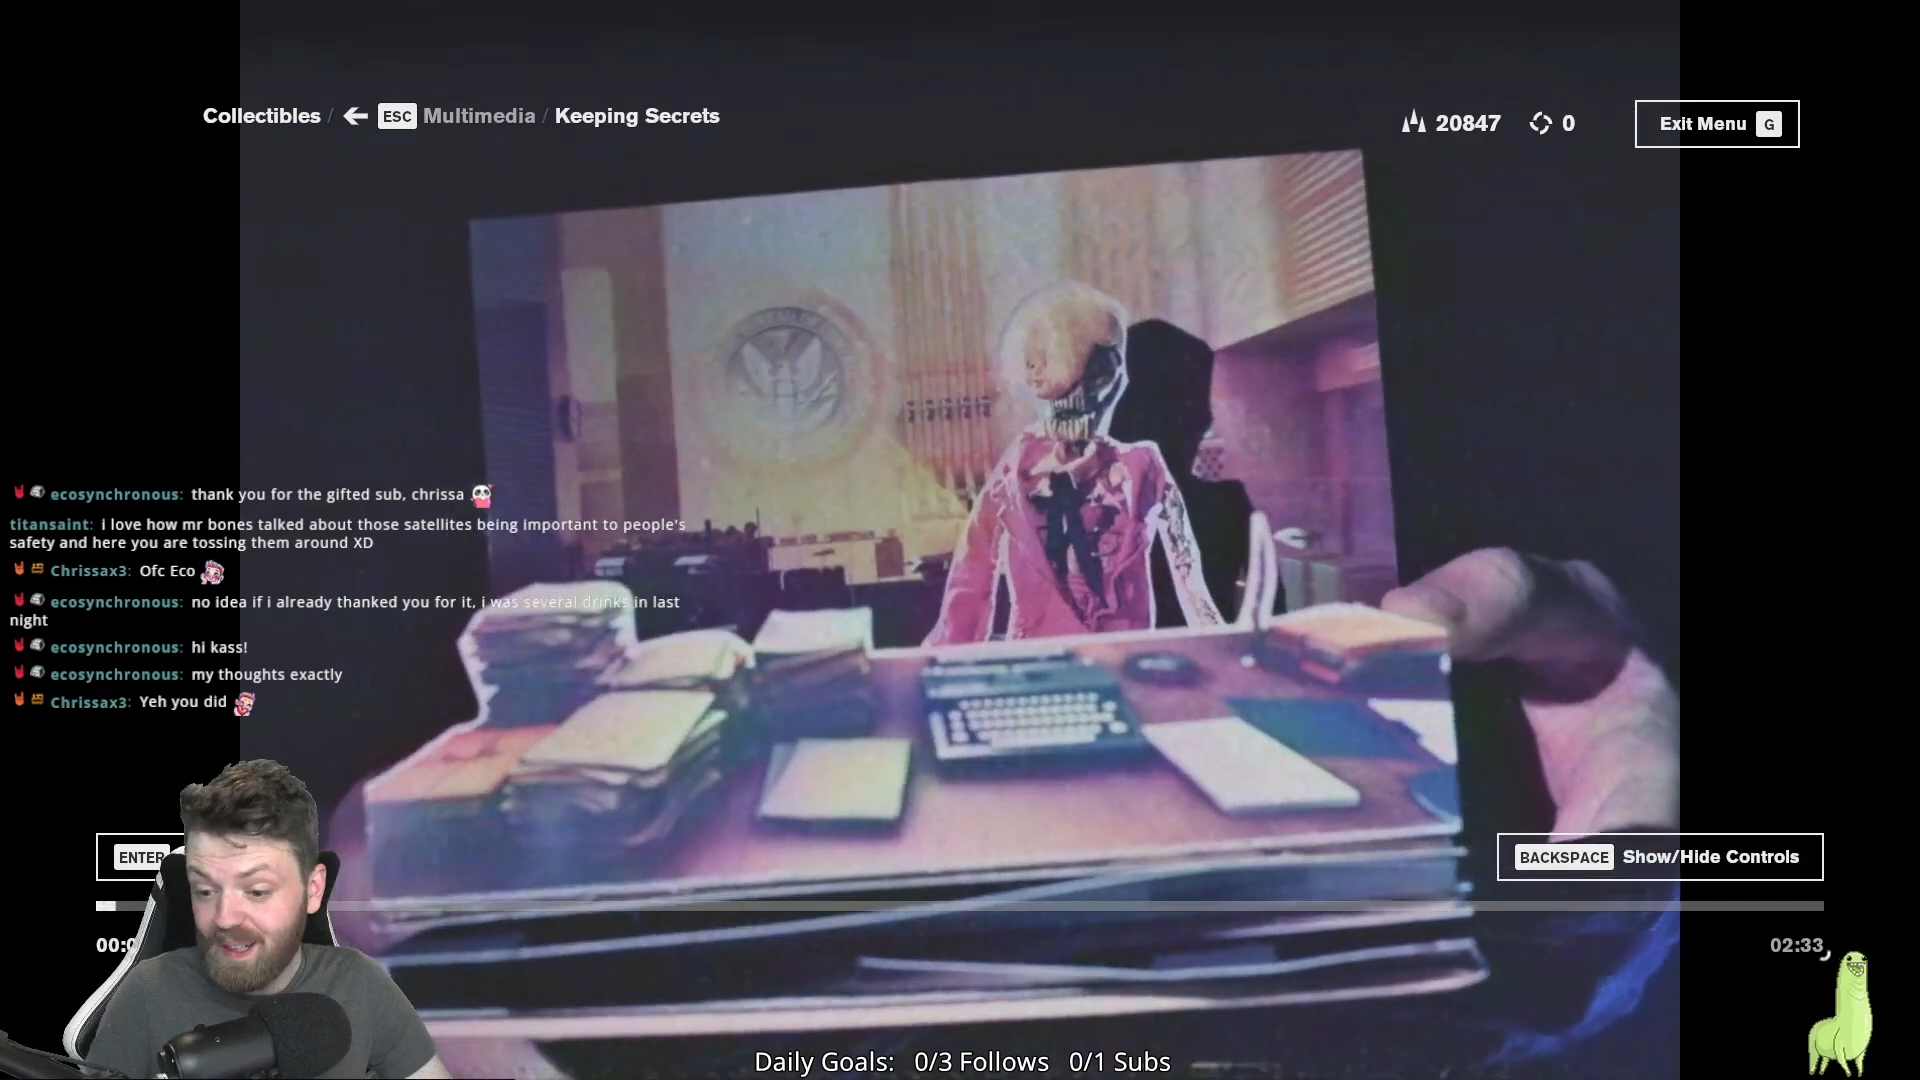 Collectibles / ESC Multimedia / Keeping Secrets
20847 0
Exit Menu G
ecosynchronous: thank you for the gifted sub, chrissa
titansaint: i love how mr bones talked about those satellites being important to people's
safety and here you are tossing them around XD
Chrissax3: Ofc Eco
ecosynchronous: no idea if i already thanked you for it, i was several drinks in last
night
ecosynchronous: hi kass!
ecosynchronous: my thoughts exactly
Chrissax3: Yeh you did
ENTER
BACKSPACE Show/Hide Controls
02:33
Daily Goals: 0/3 Follows 0/1 Subs